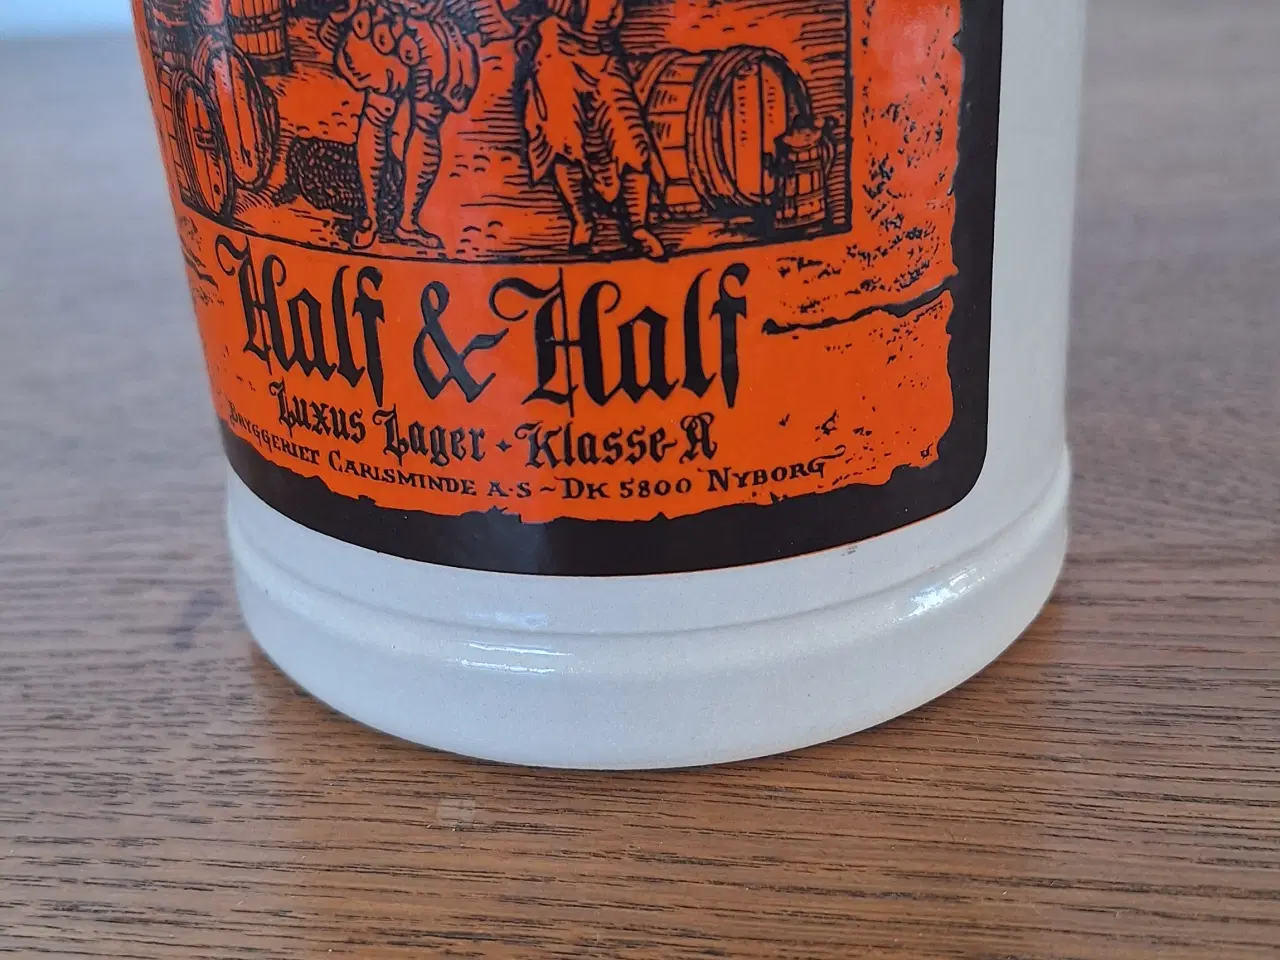 Half & Half
Luxus Lager · Klasse A
BRYGGERIET CARLSMINDE A·S ~ DK 5800 NYBORG